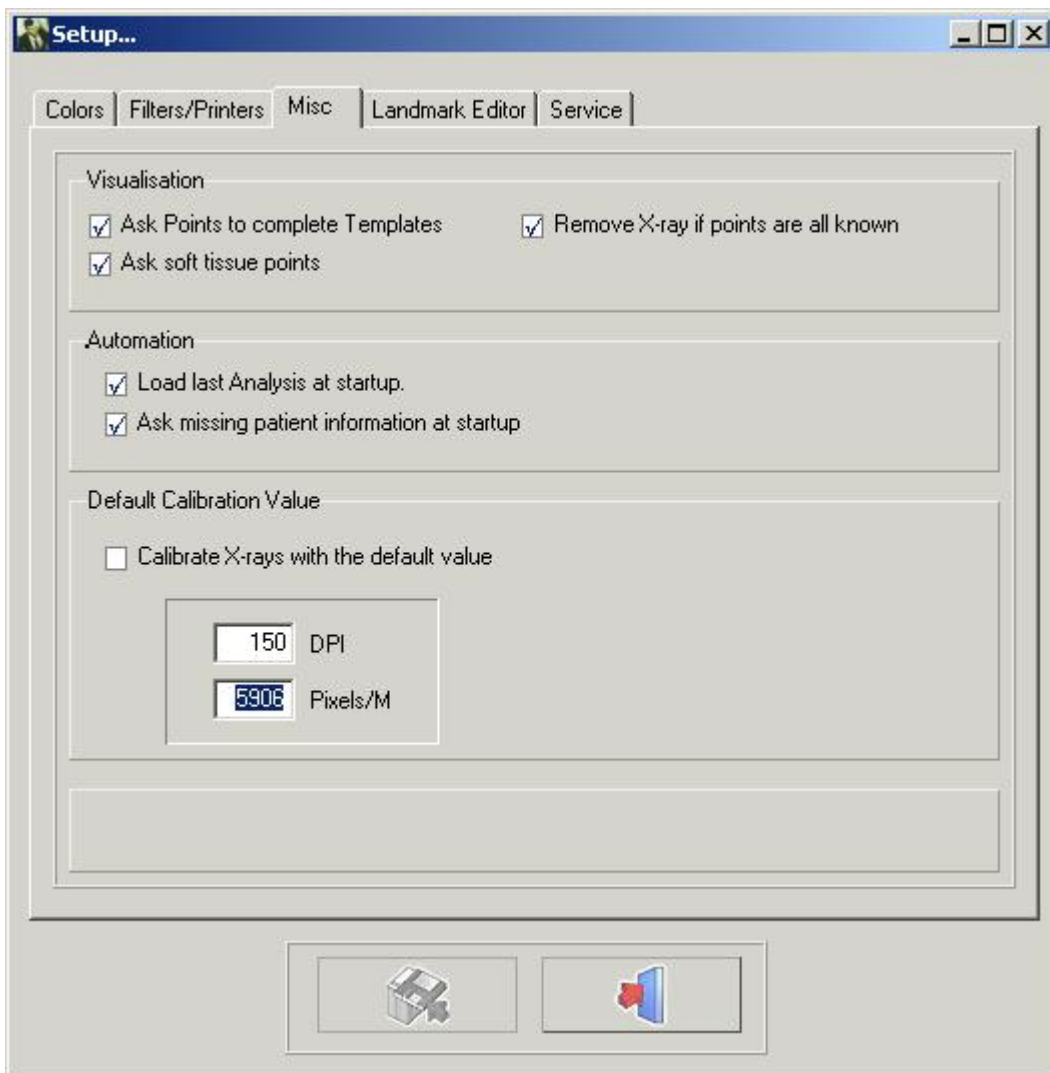 Setup...
Colors Filters/Printers Misc Landmark Editor Service
Visualisation
Ask Points to complete Templates Remove X-ray if points are all known
Ask soft tissue points
Automation
Load last Analysis at startup.
Ask missing patient information at startup
Default Calibration Value
Calibrate X-rays with the default value
150 DPI
5906 Pixels/M